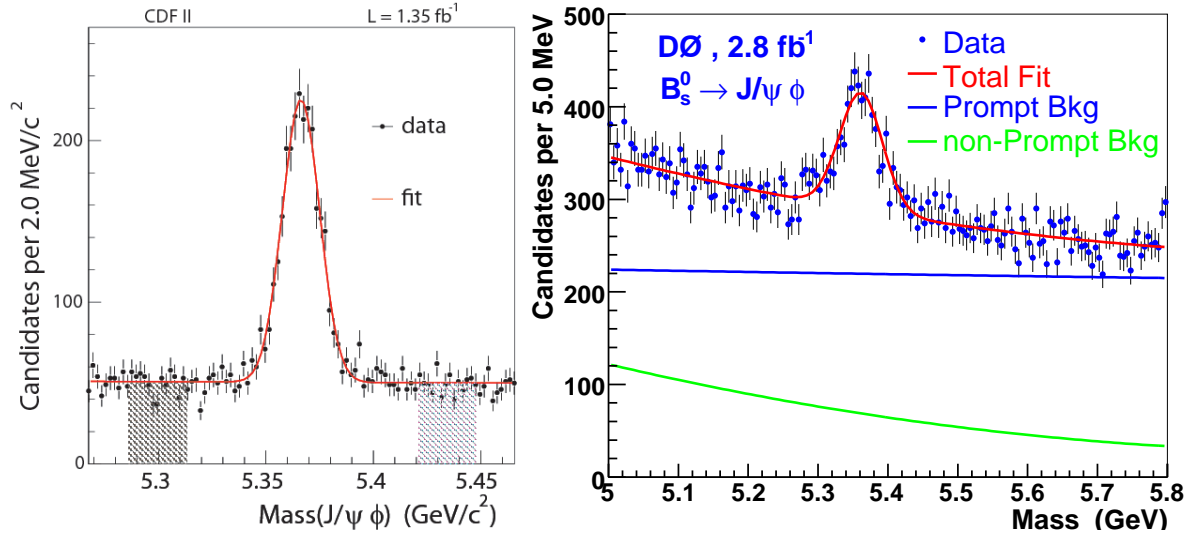 CDF II
L = 1.35 fb⁻¹
Candidates per 2.0 MeV/c²
200
100
0
data
fit
5.3
5.35
5.4
5.45
Mass(J/ψ ϕ) (GeV/c²)
Candidates per 5.0 MeV
500
400
300
200
100
0
DØ , 2.8 fb⁻¹
B⁰ₛ → J/ψ ϕ
Data
Total Fit
Prompt Bkg
non-Prompt Bkg
5
5.1
5.2
5.3
5.4
5.5
5.6
5.7
5.8
Mass (GeV)